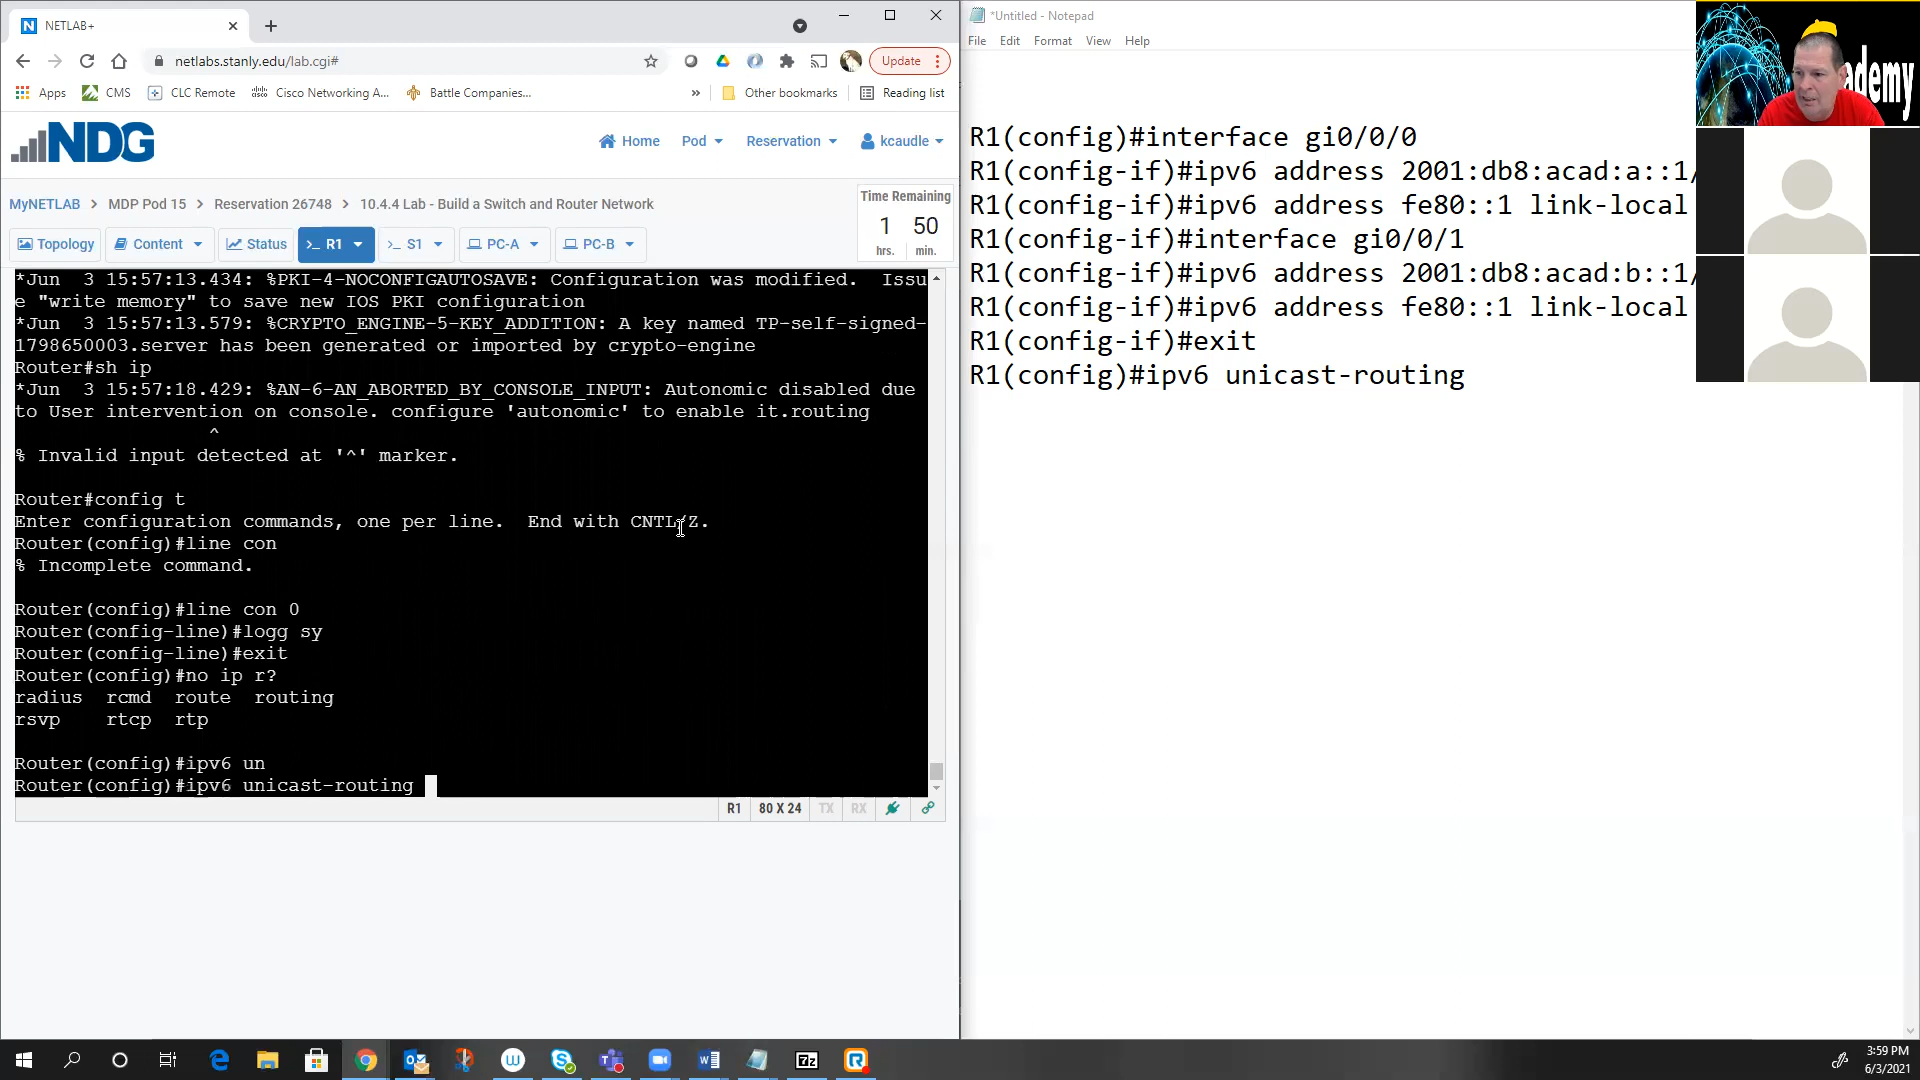 NETLAB+
netlabs.stanly.edu/lab.cgi#
Update
Apps CMS CLC Remote Cisco Networking A... Battle Companies... » Other bookmarks Reading list
NDG
Home Pod Reservation kcaudle
MyNETLAB > MDP Pod 15 > Reservation 26748 > 10.4.4 Lab - Build a Switch and Router Network
Time Remaining
1 50
hrs. min.
Topology Content Status R1 S1 PC-A PC-B
*Jun  3 15:57:13.434: %PKI-4-NOCONFIGAUTOSAVE: Configuration was modified.  Issu
e "write memory" to save new IOS PKI configuration
*Jun  3 15:57:13.579: %CRYPTO_ENGINE-5-KEY_ADDITION: A key named TP-self-signed-
1798650003.server has been generated or imported by crypto-engine
Router#sh ip
*Jun  3 15:57:18.429: %AN-6-AN_ABORTED_BY_CONSOLE_INPUT: Autonomic disabled due
to User intervention on console. configure 'autonomic' to enable it.routing
^
% Invalid input detected at '^' marker.
Router#config t
Enter configuration commands, one per line.  End with CNTL/Z.
Router(config)#line con
% Incomplete command.
Router(config)#line con 0
Router(config-line)#logg sy
Router(config-line)#exit
Router(config)#no ip r?
radius  rcmd  route  routing
rsvp    rtcp  rtp
Router(config)#ipv6 un
Router(config)#ipv6 unicast-routing
R1 80 X 24 TX RX
*Untitled - Notepad
File Edit Format View Help
R1(config)#interface gi0/0/0
R1(config-if)#ipv6 address 2001:db8:acad:a::1/
R1(config-if)#ipv6 address fe80::1 link-local
R1(config-if)#interface gi0/0/1
R1(config-if)#ipv6 address 2001:db8:acad:b::1/
R1(config-if)#ipv6 address fe80::1 link-local
R1(config-if)#exit
R1(config)#ipv6 unicast-routing
ademy
3:59 PM
6/3/2021